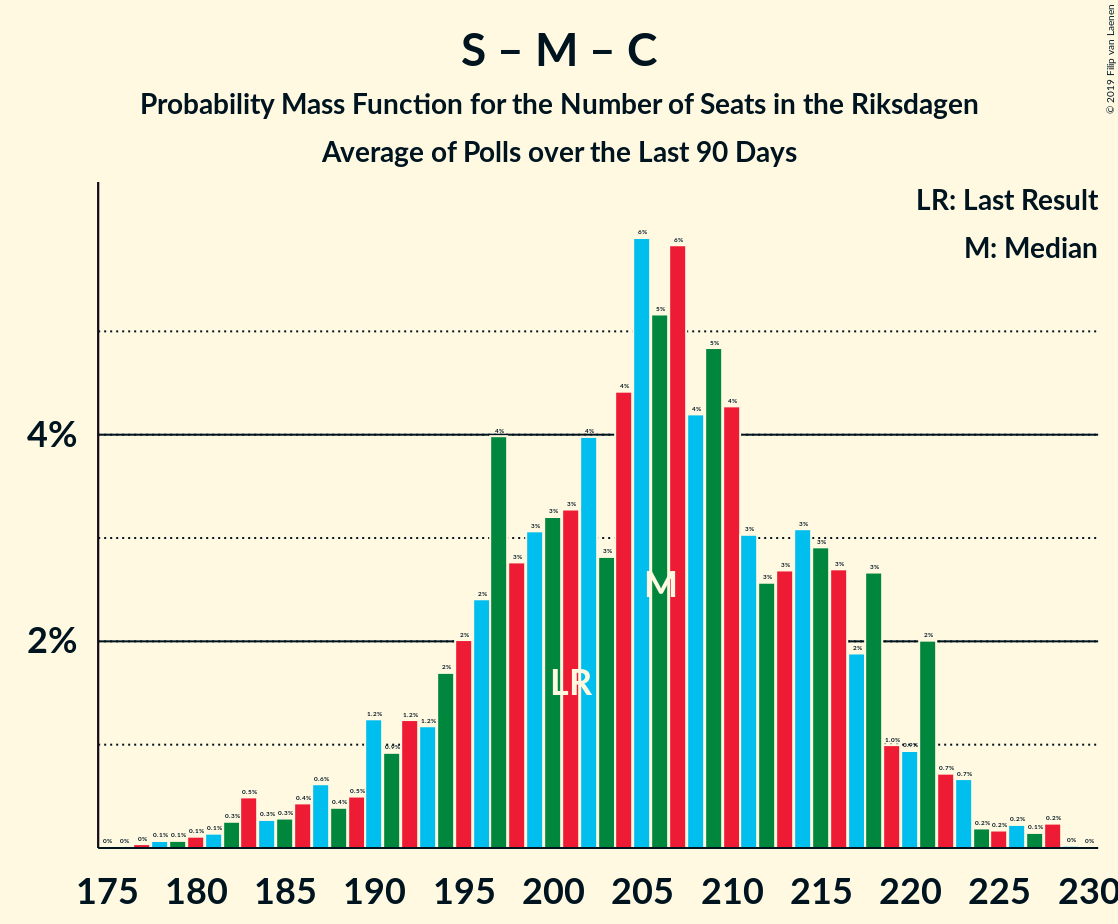 S – M – C
Probability Mass Function for the Number of Seats in the Riksdagen
Average of Polls over the Last 90 Days
© 2019 Filip van Laenen
LR: Last Result
M: Median
4%
2%
0% 0% 0% 0.1% 0.1% 0.1% 0.1% 0.3% 0.5% 0.3% 0.3% 0.4% 0.6% 0.4% 0.5% 1.2% 0.9% 1.2% 1.2% 2% 2% 2% 4% 3% 3% 3% 3% 4% 3% 4% 6% 5% 6% 4% 5% 4% 3% 3% 3% 3% 3% 3% 2% 3% 1.0% 0.9% 2% 0.7% 0.7% 0.2% 0.2% 0.2% 0.1% 0.2% 0% 0%
M
LR
175 180 185 190 195 200 205 210 215 220 225 230